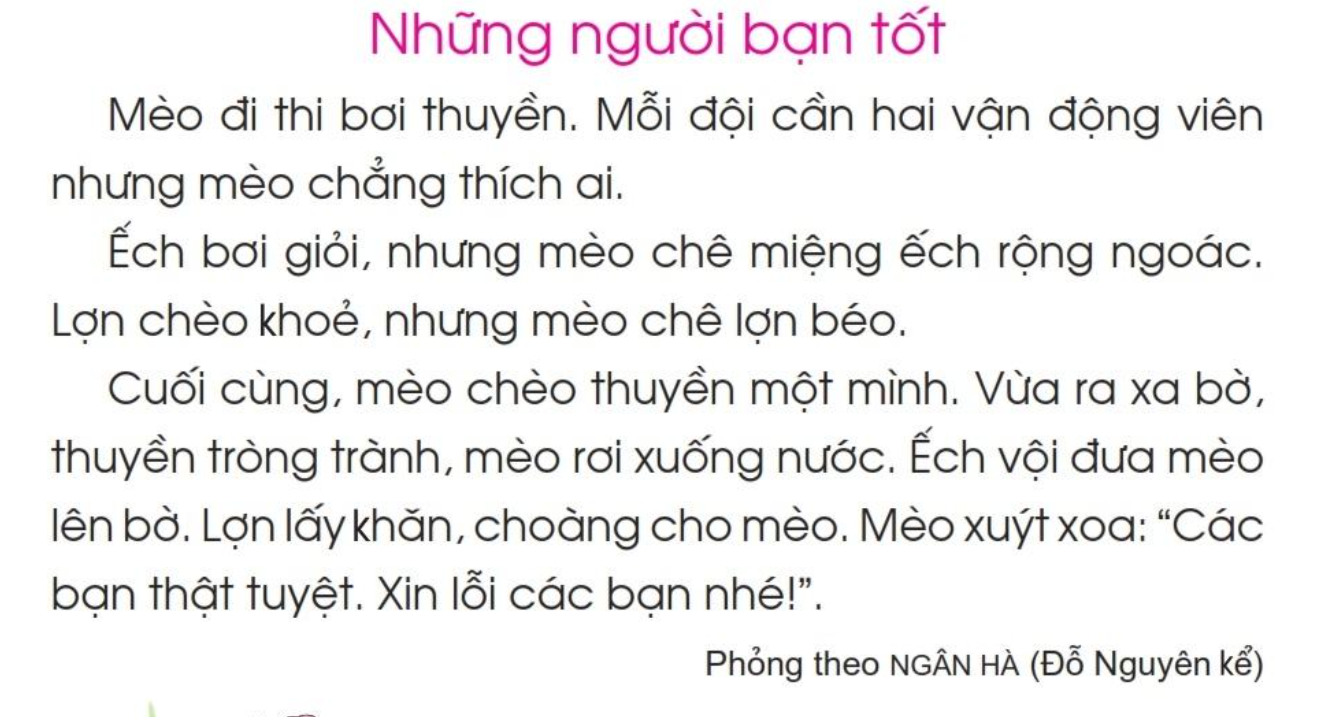 Những người bạn tốt
Mèo đi thi bơi thuyền. Mỗi đội cần hai vận động viên
nhưng mèo chẳng thích ai.
Ếch bơi giỏi, nhưng mèo chê miệng ếch rộng ngoác.
Lợn chèo khoẻ, nhưng mèo chê lợn béo.
Cuối cùng, mèo chèo thuyền một mình. Vừa ra xa bờ,
thuyền tròng trành, mèo rơi xuống nước. Ếch vội đưa mèo
lên bờ. Lợn lấy khăn, choàng cho mèo. Mèo xuýt xoa: “Các
bạn thật tuyệt. Xin lỗi các bạn nhé!”.
Phỏng theo NGÂN HÀ (Đỗ Nguyên kể)